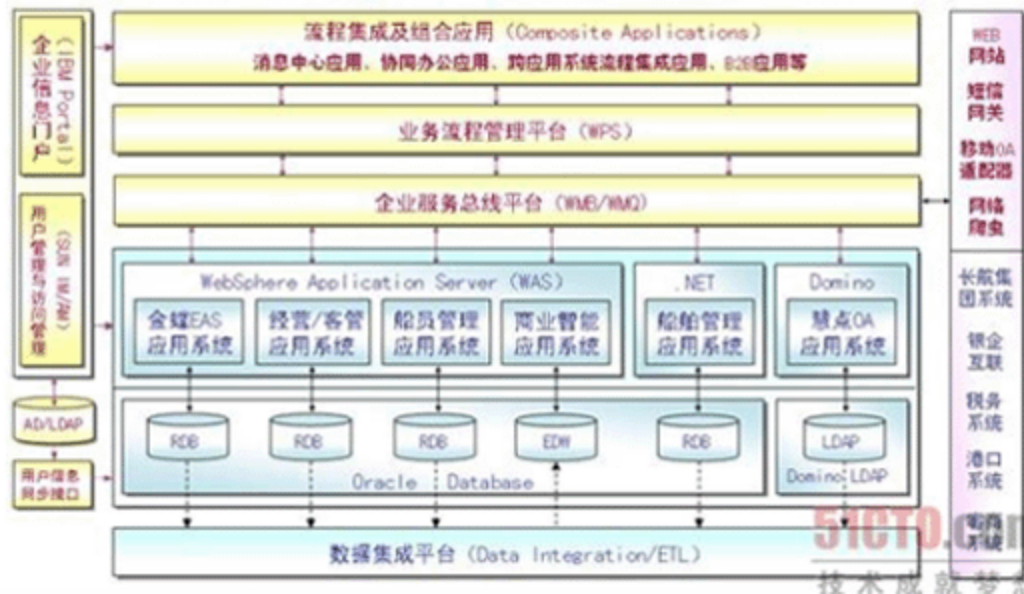 企业信息门户
（IBM Portal）
用户管理与访问管理
（SUN IM/AM）
AD/LDAP
用户信息
同步接口
流程集成及组合应用（Composite Applications）
消息中心应用、协同办公应用、跨应用系统流程集成应用、B2B应用等
业务流程管理平台（WPS）
企业服务总线平台（WMB/WMQ）
WebSphere Application Server（WAS）
金蝶EAS
应用系统
经营/客管
应用系统
船员管理
应用系统
商业智能
应用系统
.NET
船舶管理
应用系统
Domino
慧点OA
应用系统
RDB
RDB
RDB
EDW
RDB
LDAP
Oracle Database
Domino LDAP
数据集成平台（Data Integration/ETL）
WEB
网站
短信
网关
移动OA
适配器
网络
爬虫
长航集
团系统
银企
互联
税务
系统
港口
系统
系统
51CTO.com
技术成就梦想